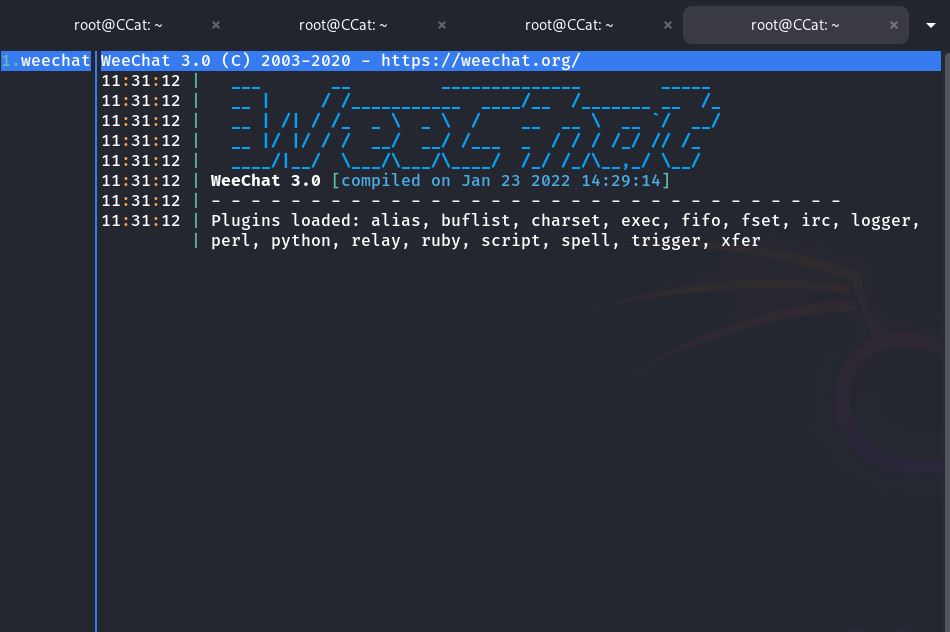 root@CCat: ~ × root@CCat: ~ × root@CCat: ~ × root@CCat: ~ ×
1.weechat WeeChat 3.0 (C) 2003-2020 - https://weechat.org/
11:31:12 |   ___       __         ______________        _____
11:31:12 |   __ |     / /___________  ____/__  /_______ __  /_
11:31:12 |   __ | /| / /_  _ \  _ \  /    __  __ \  __ `/  __/
11:31:12 |   __ |/ |/ / /  __/  __/ /___  _  / / / /_/ // /_
11:31:12 |   ____/|__/  \___/\___/\____/  /_/ /_/\__,_/ \__/
11:31:12 | WeeChat 3.0 [compiled on Jan 23 2022 14:29:14]
11:31:12 | - - - - - - - - - - - - - - - - - - - - - - - - - - - - - - - -
11:31:12 | Plugins loaded: alias, buflist, charset, exec, fifo, fset, irc, logger,
| perl, python, relay, ruby, script, spell, trigger, xfer